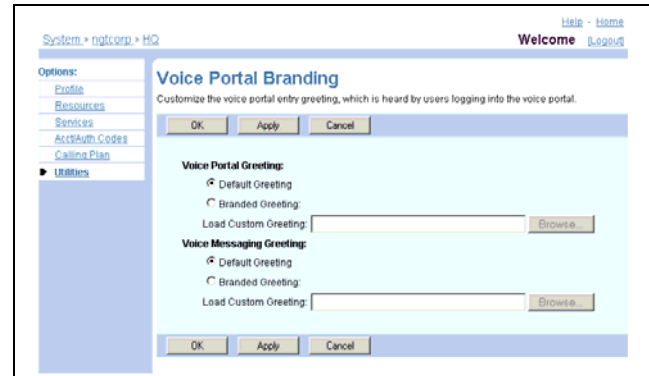 Help - Home
System > ngtcorp > HQ
Welcome [Logout]
Options:
Profile
Resources
Services
Acct/Auth Codes
Calling Plan
Utilities
Voice Portal Branding
Customize the voice portal entry greeting, which is heard by users logging into the voice portal.
OK Apply Cancel
Voice Portal Greeting:
Default Greeting
Branded Greeting:
Load Custom Greeting: Browse...
Voice Messaging Greeting:
Default Greeting
Branded Greeting:
Load Custom Greeting: Browse...
OK Apply Cancel